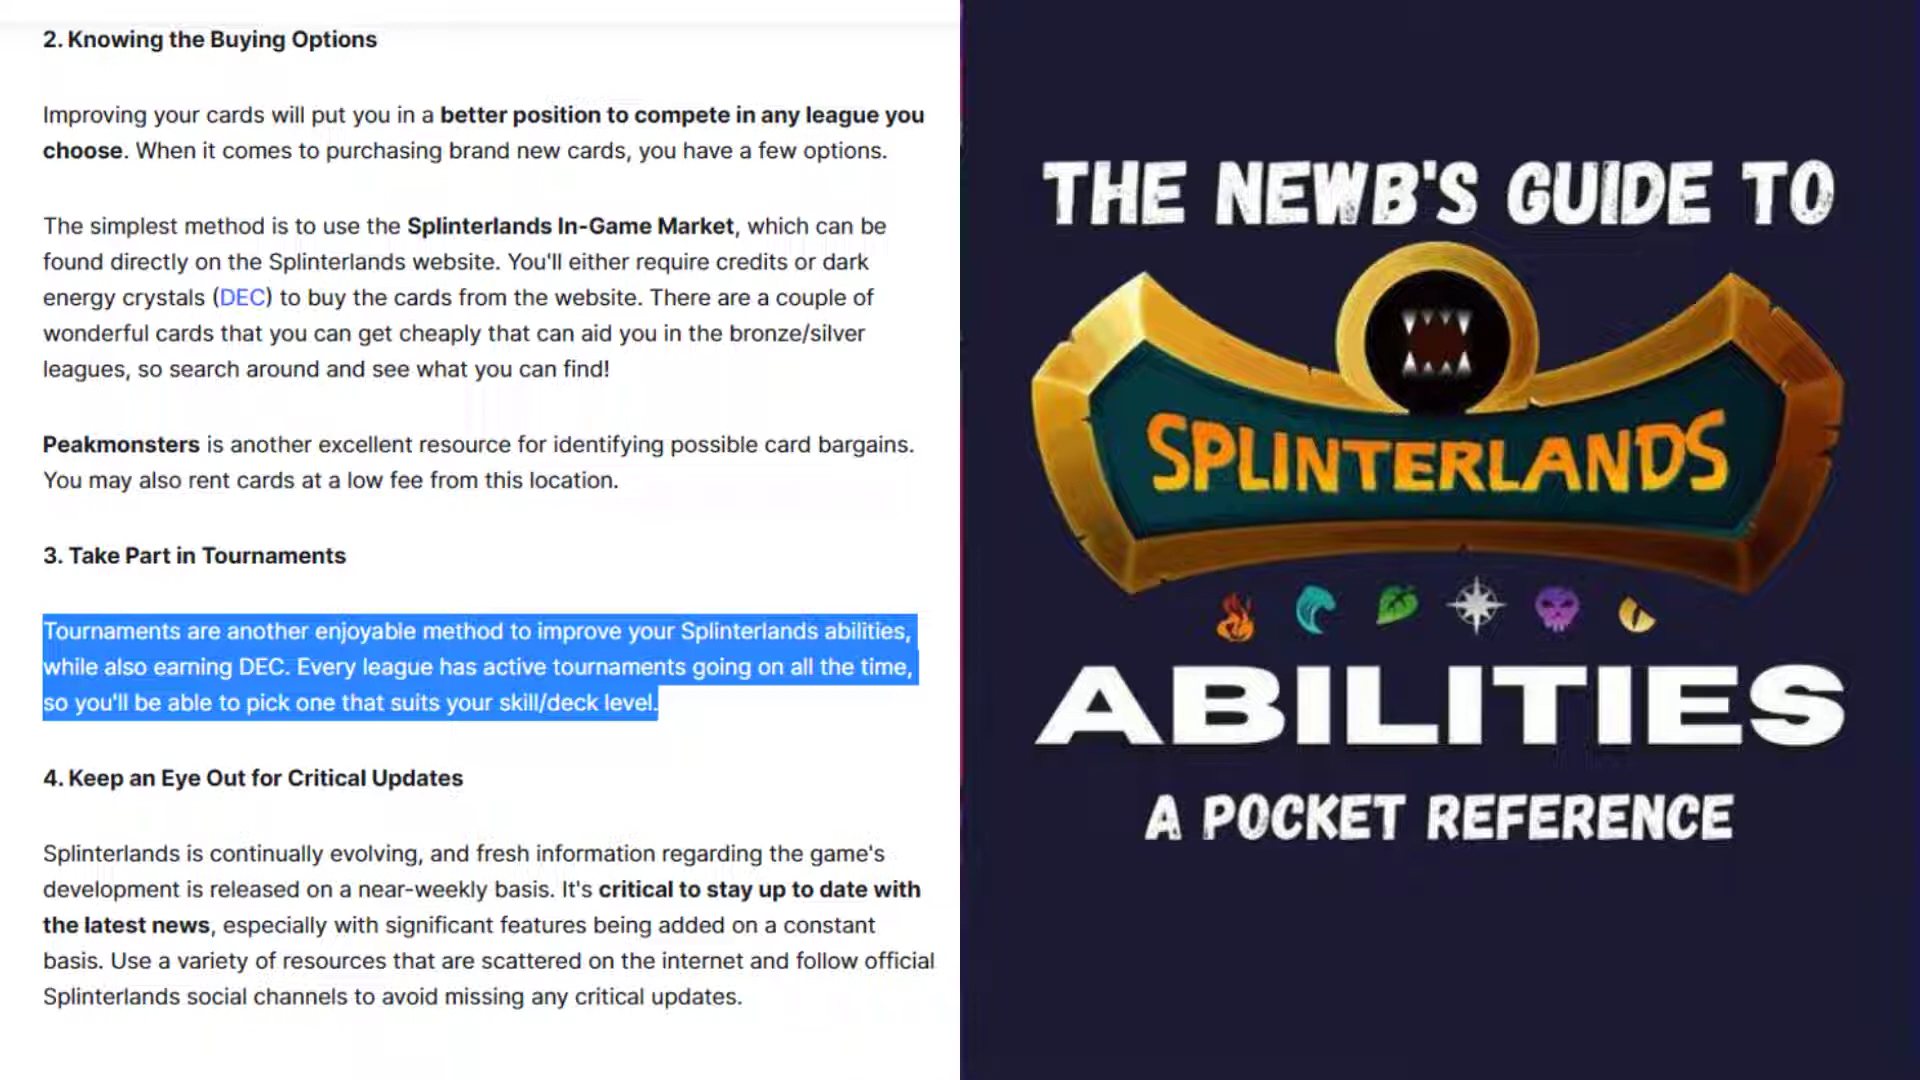 2. Knowing the Buying Options
Improving your cards will put you in a better position to compete in any league you
choose. When it comes to purchasing brand new cards, you have a few options.
The simplest method is to use the Splinterlands In-Game Market, which can be
found directly on the Splinterlands website. You'll either require credits or dark
energy crystals (DEC) to buy the cards from the website. There are a couple of
wonderful cards that you can get cheaply that can aid you in the bronze/silver
leagues, so search around and see what you can find!
Peakmonsters is another excellent resource for identifying possible card bargains.
You may also rent cards at a low fee from this location.
3. Take Part in Tournaments
Tournaments are another enjoyable method to improve your Splinterlands abilities,
while also earning DEC. Every league has active tournaments going on all the time,
so you'll be able to pick one that suits your skill/deck level.
4. Keep an Eye Out for Critical Updates
Splinterlands is continually evolving, and fresh information regarding the game's
development is released on a near-weekly basis. It's critical to stay up to date with
the latest news, especially with significant features being added on a constant
basis. Use a variety of resources that are scattered on the internet and follow official
Splinterlands social channels to avoid missing any critical updates.
THE NEWB'S GUIDE TO
SPLINTERLANDS
ABILITIES
A POCKET REFERENCE